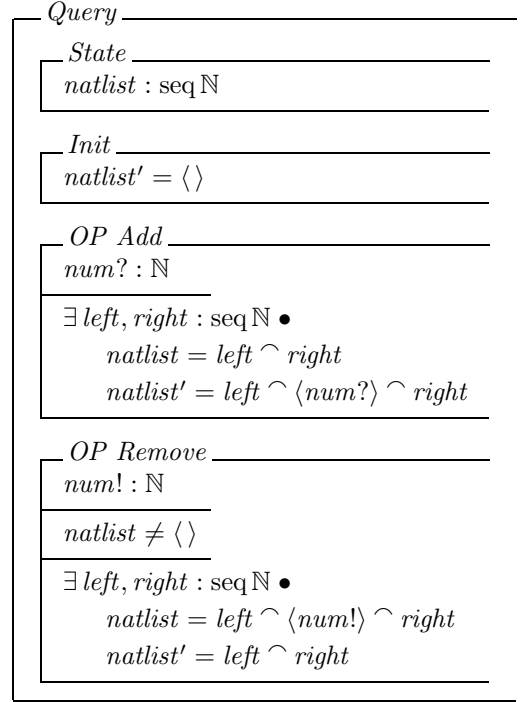 Query
State
natlist : seq ℕ
Init
natlist′ = ⟨ ⟩
OP Add
num? : ℕ
∃ left, right : seq ℕ •
natlist = left ⌢ right
natlist′ = left ⌢ ⟨num?⟩ ⌢ right
OP Remove
num! : ℕ
natlist ≠ ⟨ ⟩
∃ left, right : seq ℕ •
natlist = left ⌢ ⟨num!⟩ ⌢ right
natlist′ = left ⌢ right